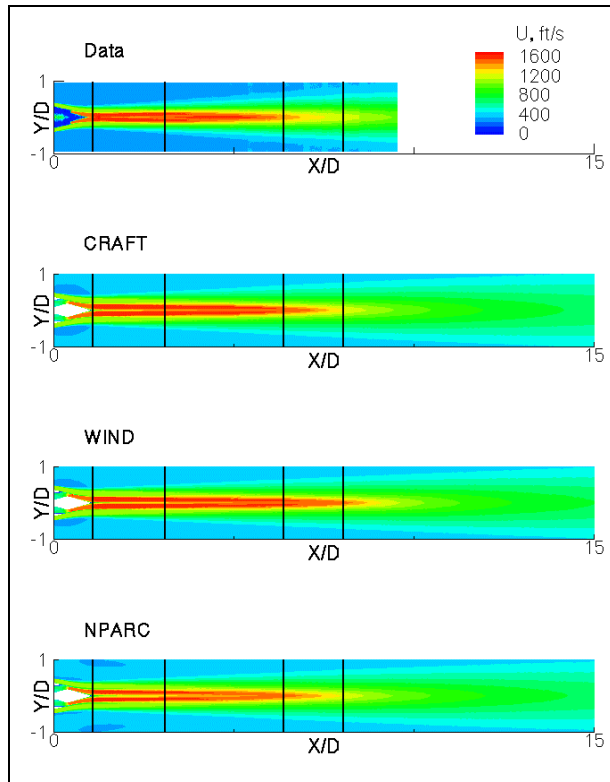 Data
U, ft/s
1600
1200
800
400
0
1
Y/D
-1
0
X/D
15
CRAFT
1
Y/D
-1
0
X/D
15
WIND
1
Y/D
-1
0
X/D
15
NPARC
1
Y/D
-1
0
X/D
15